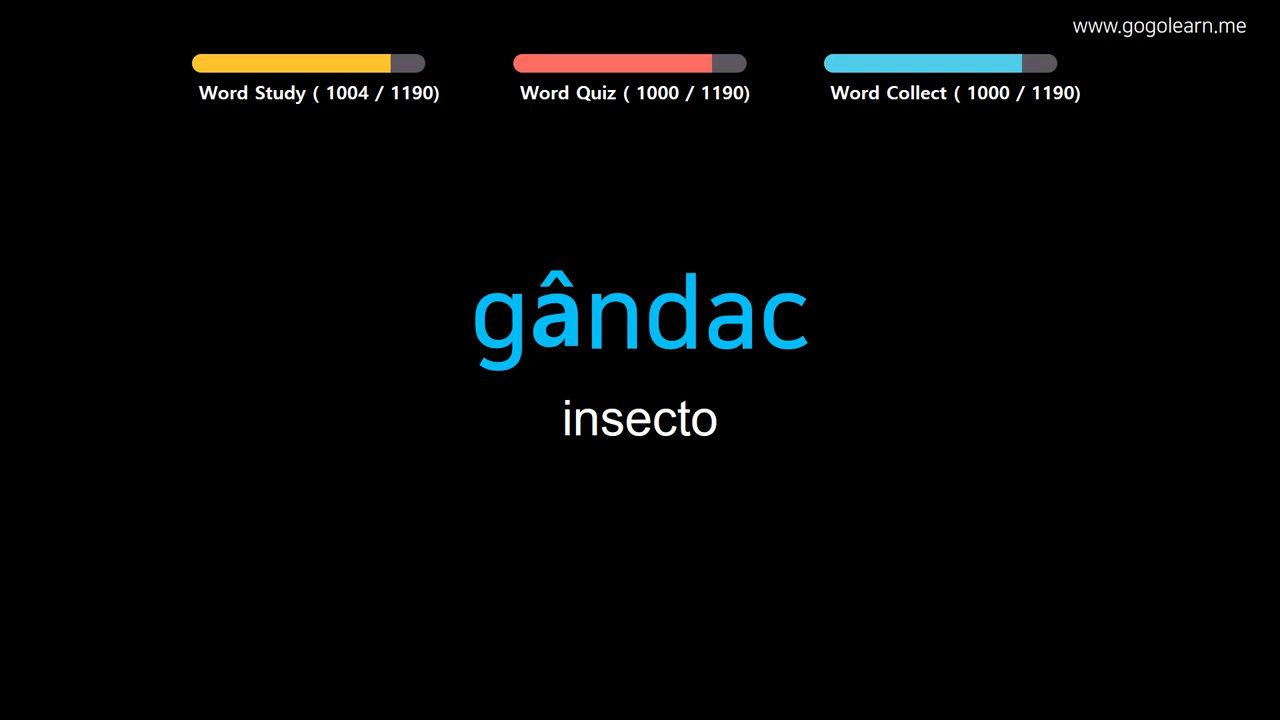 www.gogolearn.me
Word Study ( 1004 / 1190)
Word Quiz ( 1000 / 1190)
Word Collect ( 1000 / 1190)
gândac
insecto